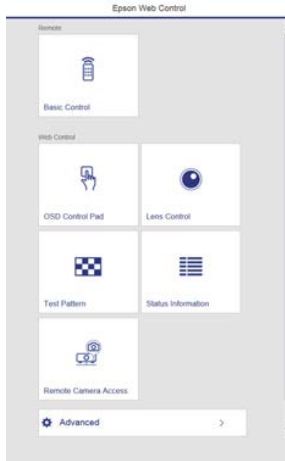 Epson Web Control
Remote
Basic Control
Web Control
OSD Control Pad
Lens Control
Test Pattern
Status Information
Remote Camera Access
Advanced